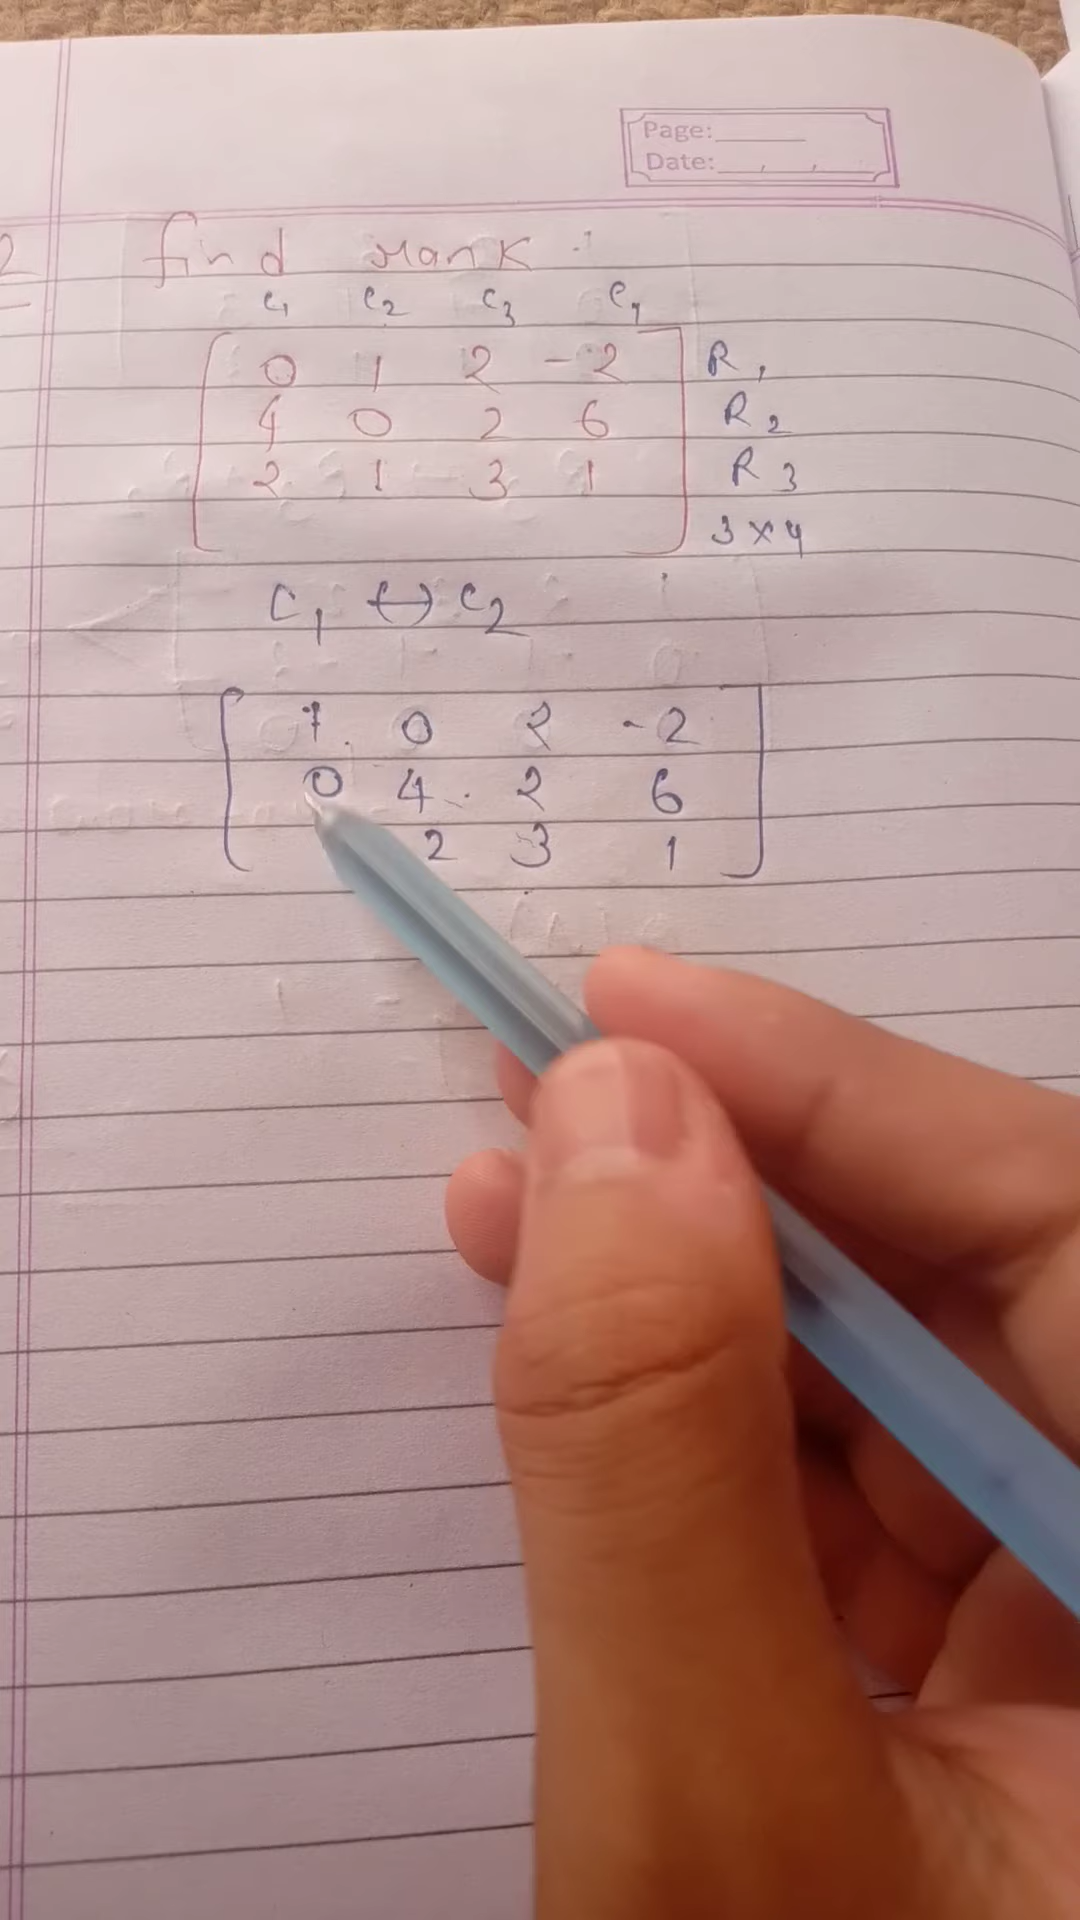 Page:
Date:
2 find rank :
C1 C2 C3 C4
0 1 2 -2 R1
4 0 2 6 R2
2 1 3 1 R3
3 x 4
C1 ↔ C2
1 0 2 -2
0 4 2 6
2 3 1